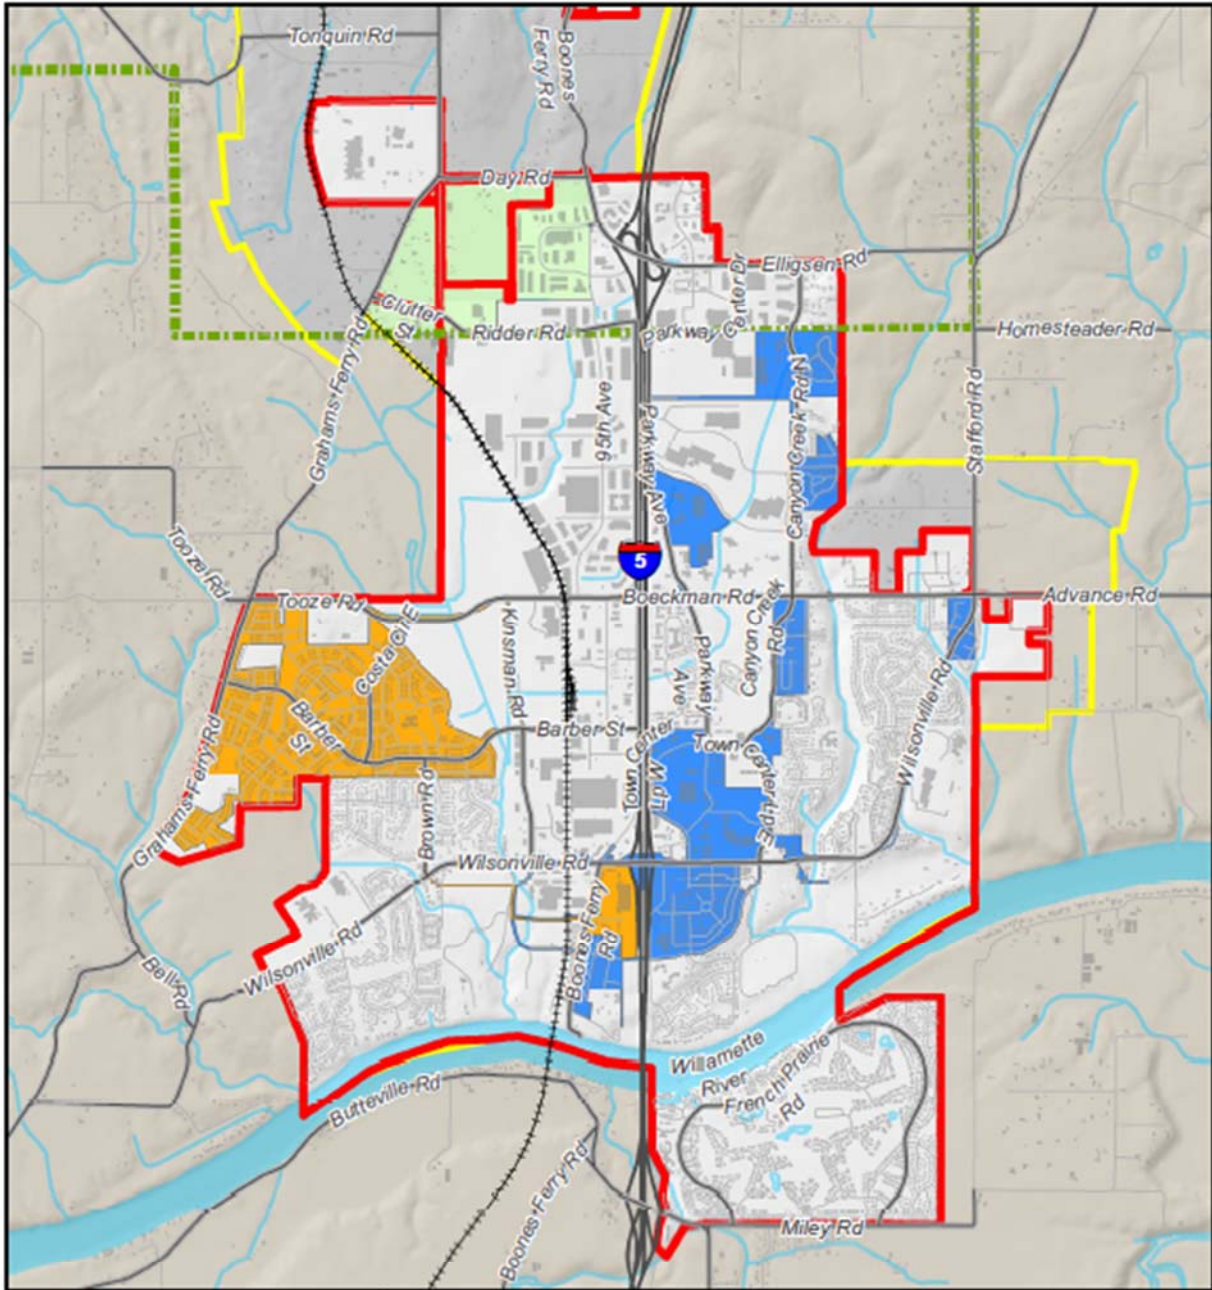 Tonquin Rd
Boones
Ferry Rd
Day Rd
Elligsen Rd
Clutter
St
Ridder Rd
Parkway Center Dr
Homesteader Rd
Grahams Ferry Rd
95th Ave
Parkway Ave
Canyon Creek Rd N
Stafford Rd
5
Tooze Rd
Tooze Rd
Boeckman Rd
Advance Rd
Costa Cir E
Kinsman Rd
Canyon Creek
Rd
Parkway
Ave
Wilsonville Rd
Barber
St
Barber St
Town Center
Lp W
Town Center Lp E
Grahams Ferry Rd
Brown Rd
Wilsonville Rd
Boones Ferry
Rd
Wilsonville Rd
Bell Rd
Willamette
River
French Prairie
Rd
Butteville Rd
Boones Ferry Rd
Miley Rd